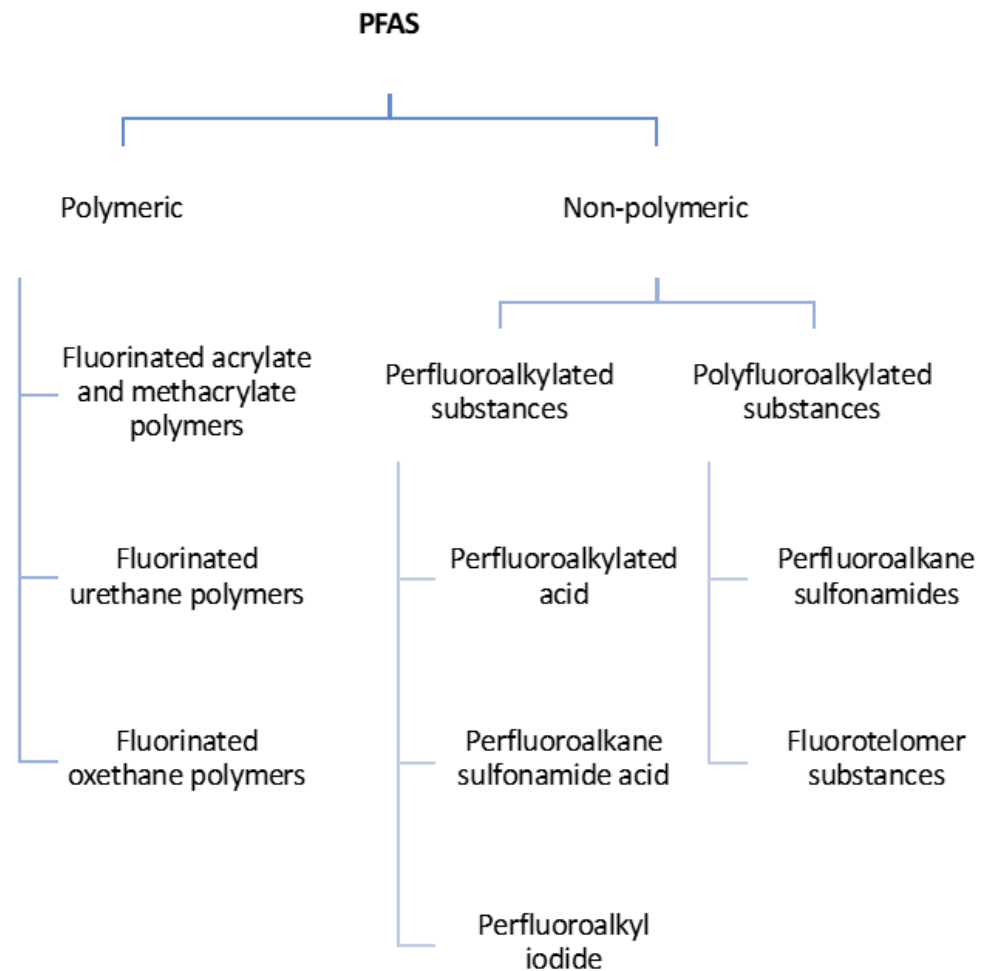 PFAS
Polymeric
Non-polymeric
Fluorinated acrylate
and methacrylate
polymers
Fluorinated
urethane polymers
Fluorinated
oxethane polymers
Perfluoroalkylated
substances
Perfluoroalkylated
acid
Perfluoroalkane
sulfonamide acid
Perfluoroalkyl
iodide
Polyfluoroalkylated
substances
Perfluoroalkane
sulfonamides
Fluorotelomer
substances